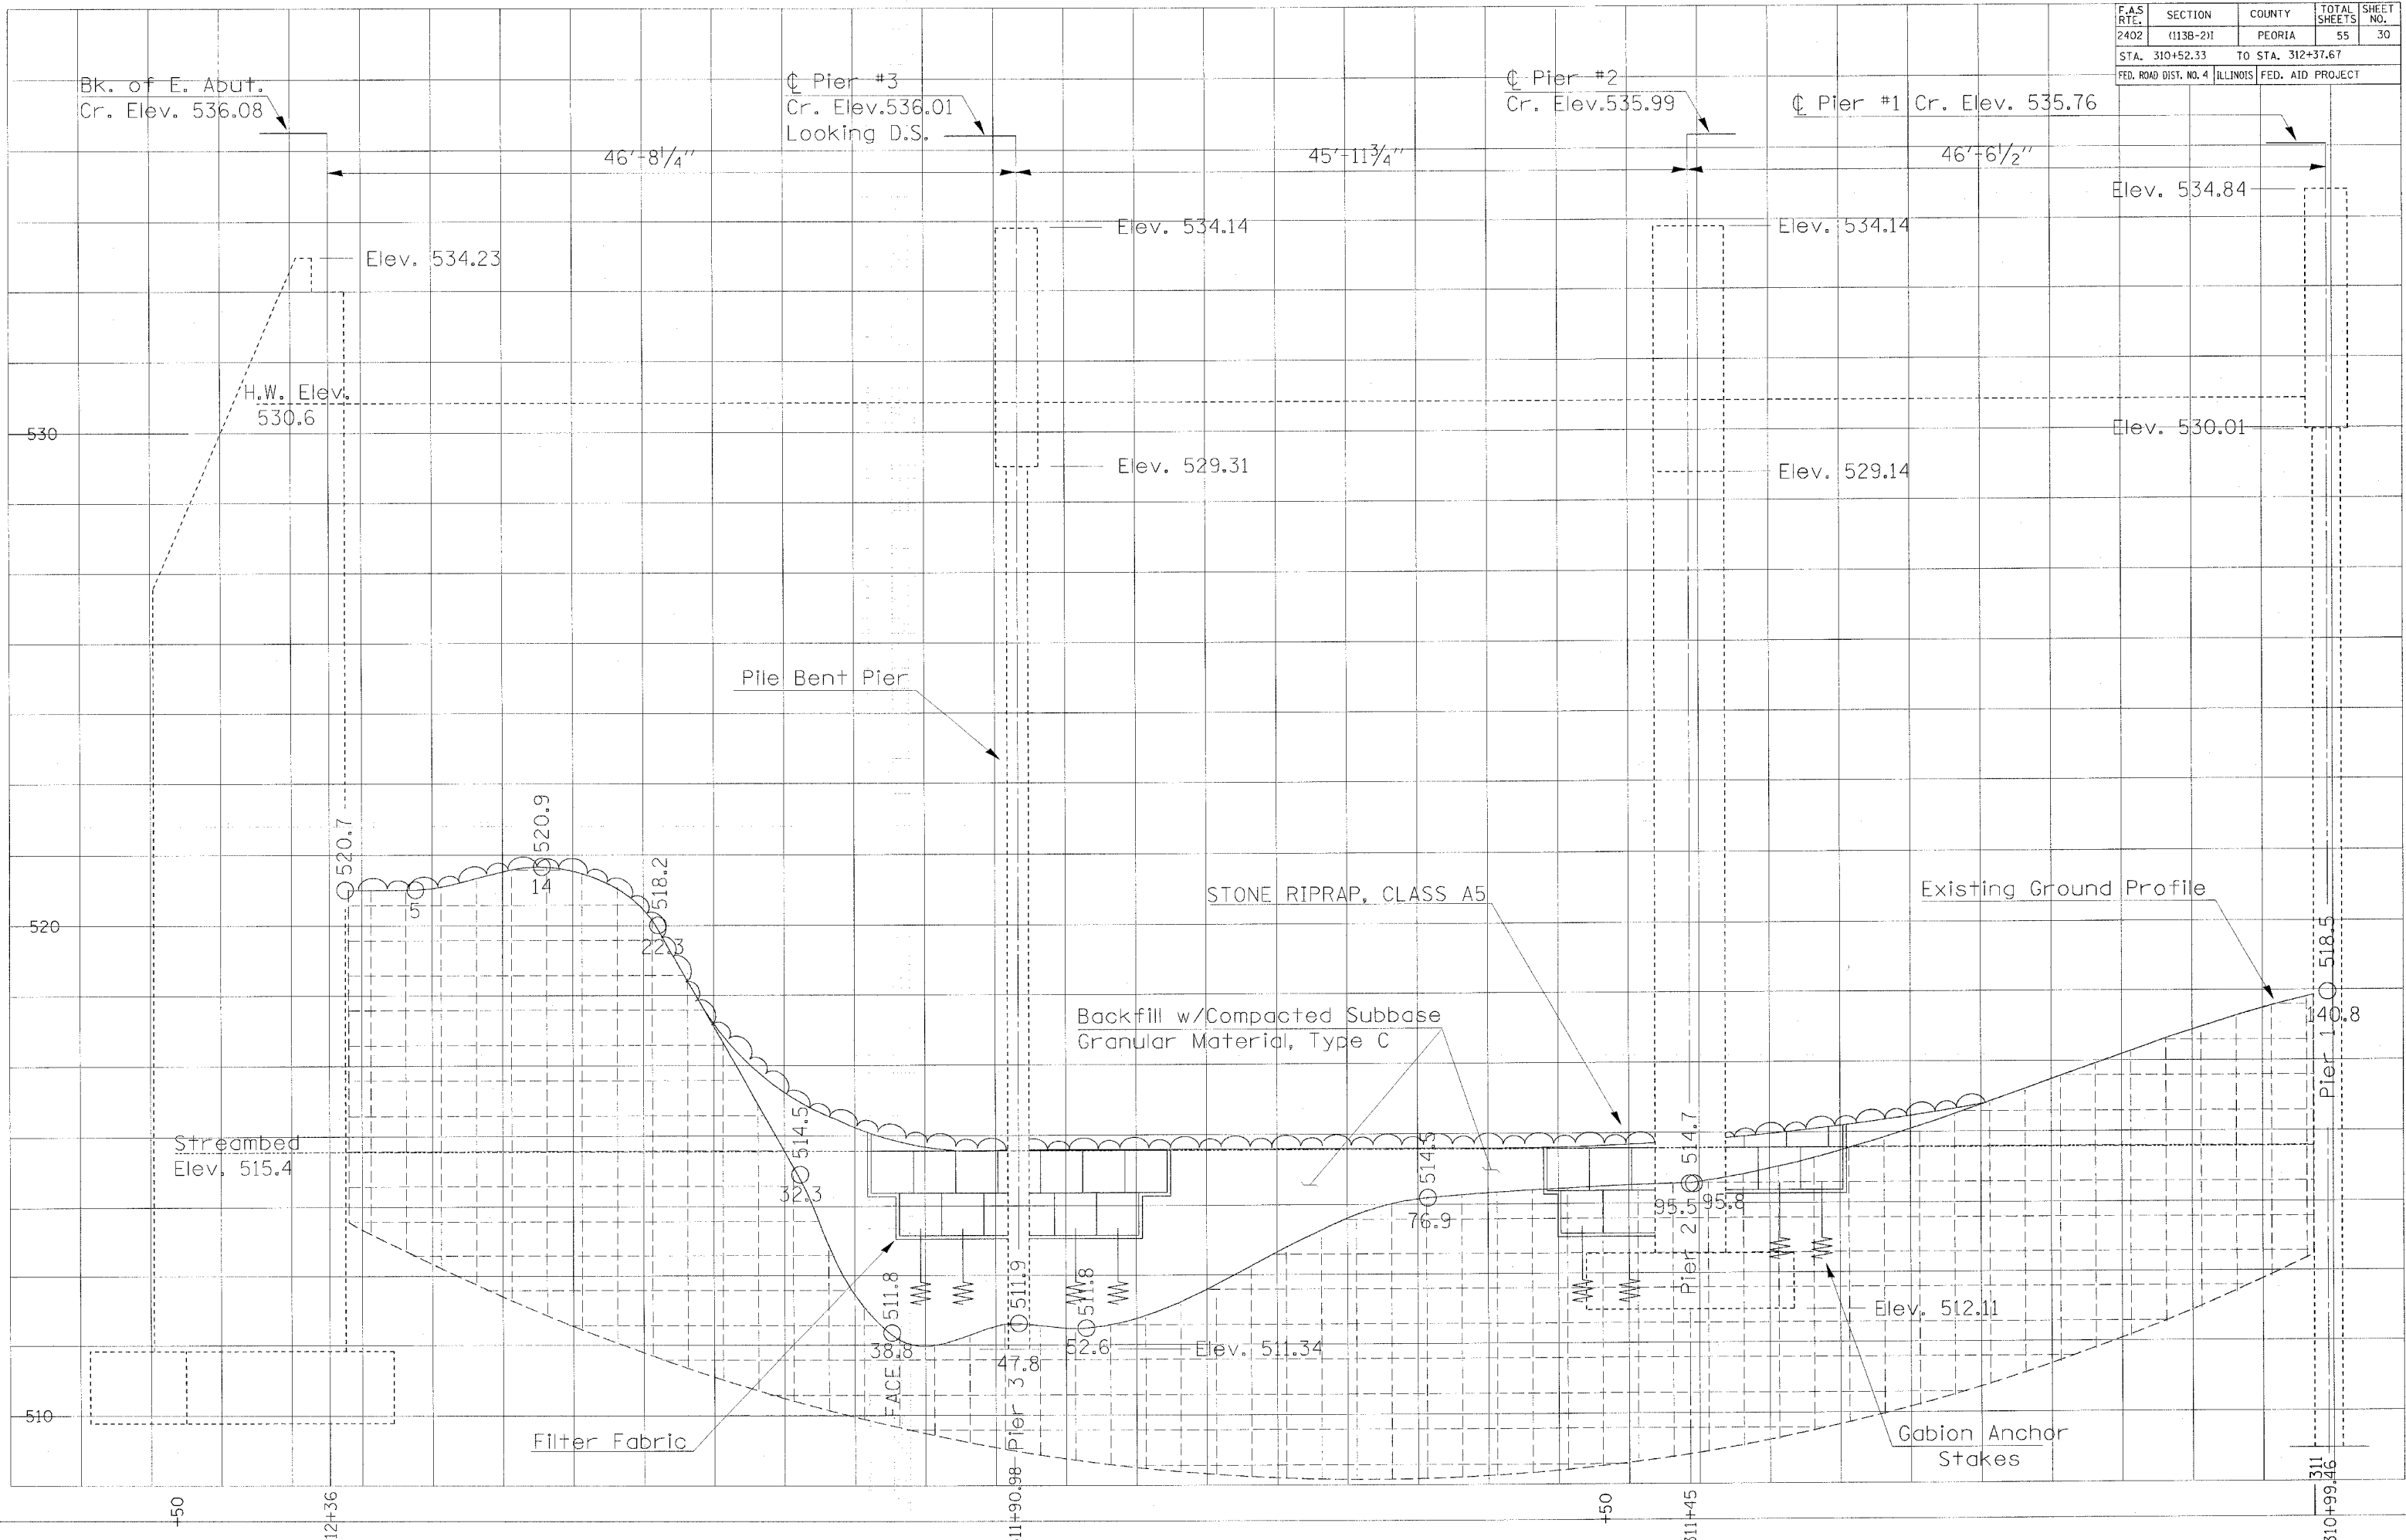 F.A.S RTE. SECTION COUNTY TOTAL SHEETS SHEET NO.
2402 (113B-2)I PEORIA 55 30
STA. 310+52.33 TO STA. 312+37.67
FED. ROAD DIST. NO. 4 ILLINOIS FED. AID PROJECT
Bk. of E. Abut.
Cr. Elev. 536.08
℄ Pier #3
Cr. Elev.536.01
Looking D.S.
℄ Pier #2
Cr. Elev.535.99
℄ Pier #1 Cr. Elev. 535.76
46'-8 1/4"
45'-11 3/4"
46'-6 1/2"
Elev. 534.84
Elev. 534.14
Elev. 534.14
Elev. 534.23
H.W. Elev.
530.6
530
Elev. 530.01
Elev. 529.31
Elev. 529.14
Pile Bent Pier
520.7
520.9
518.2
5
14
22.3
STONE RIPRAP, CLASS A5
Existing Ground Profile
520
518.5
140.8
Pier 1
Backfill w/Compacted Subbase
Granular Material, Type C
Streambed
Elev. 515.4
514.5
32.3
514.5
76.9
514.7
95.5
95.8
Pier 2
511.8
38.8
FACE
511.9
47.8
Pier 3
511.8
52.6
Elev. 511.34
Elev. 512.11
510
Filter Fabric
Gabion Anchor
Stakes
+50
12+36
11+90.98
+50
311+45
311
310+99.46